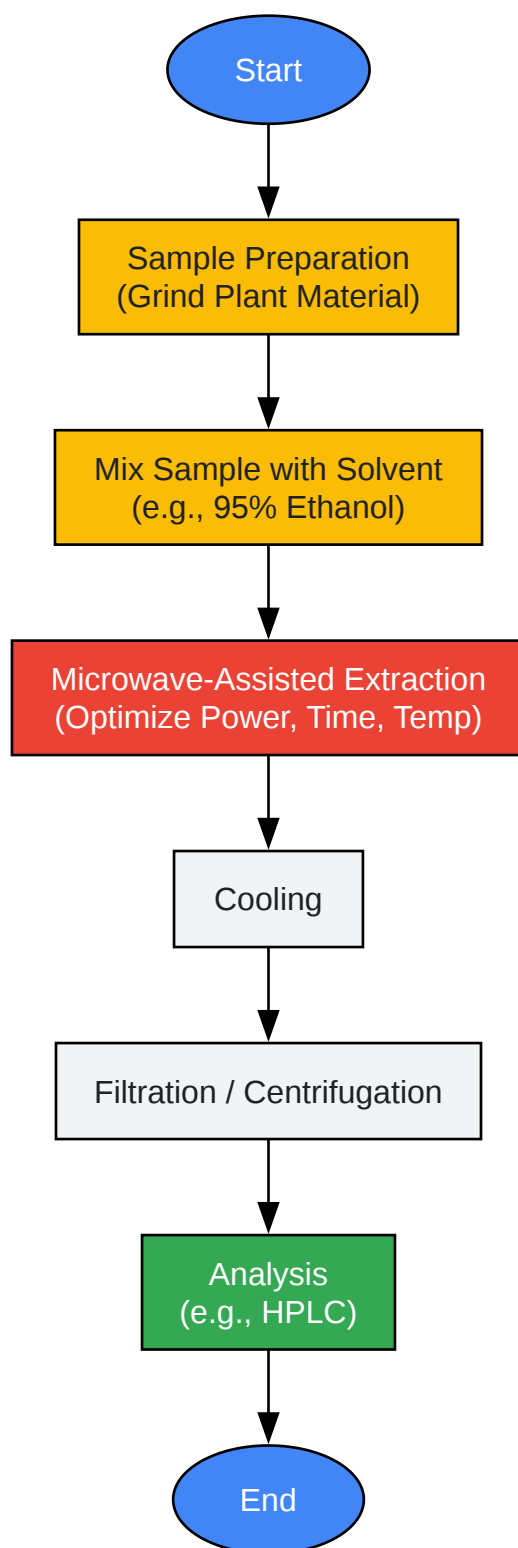 Start
Sample Preparation
(Grind Plant Material)
Mix Sample with Solvent
(e.g., 95% Ethanol)
Microwave-Assisted Extraction
(Optimize Power, Time, Temp)
Cooling
Filtration / Centrifugation
Analysis
(e.g., HPLC)
End